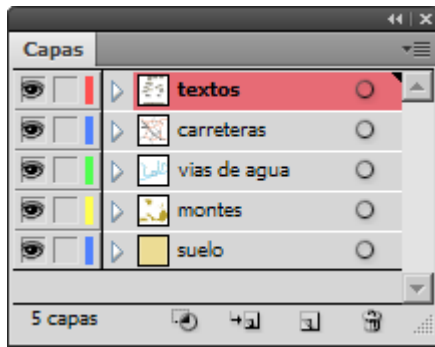 Capas
textos
carreteras
vias de agua
montes
suelo
5 capas